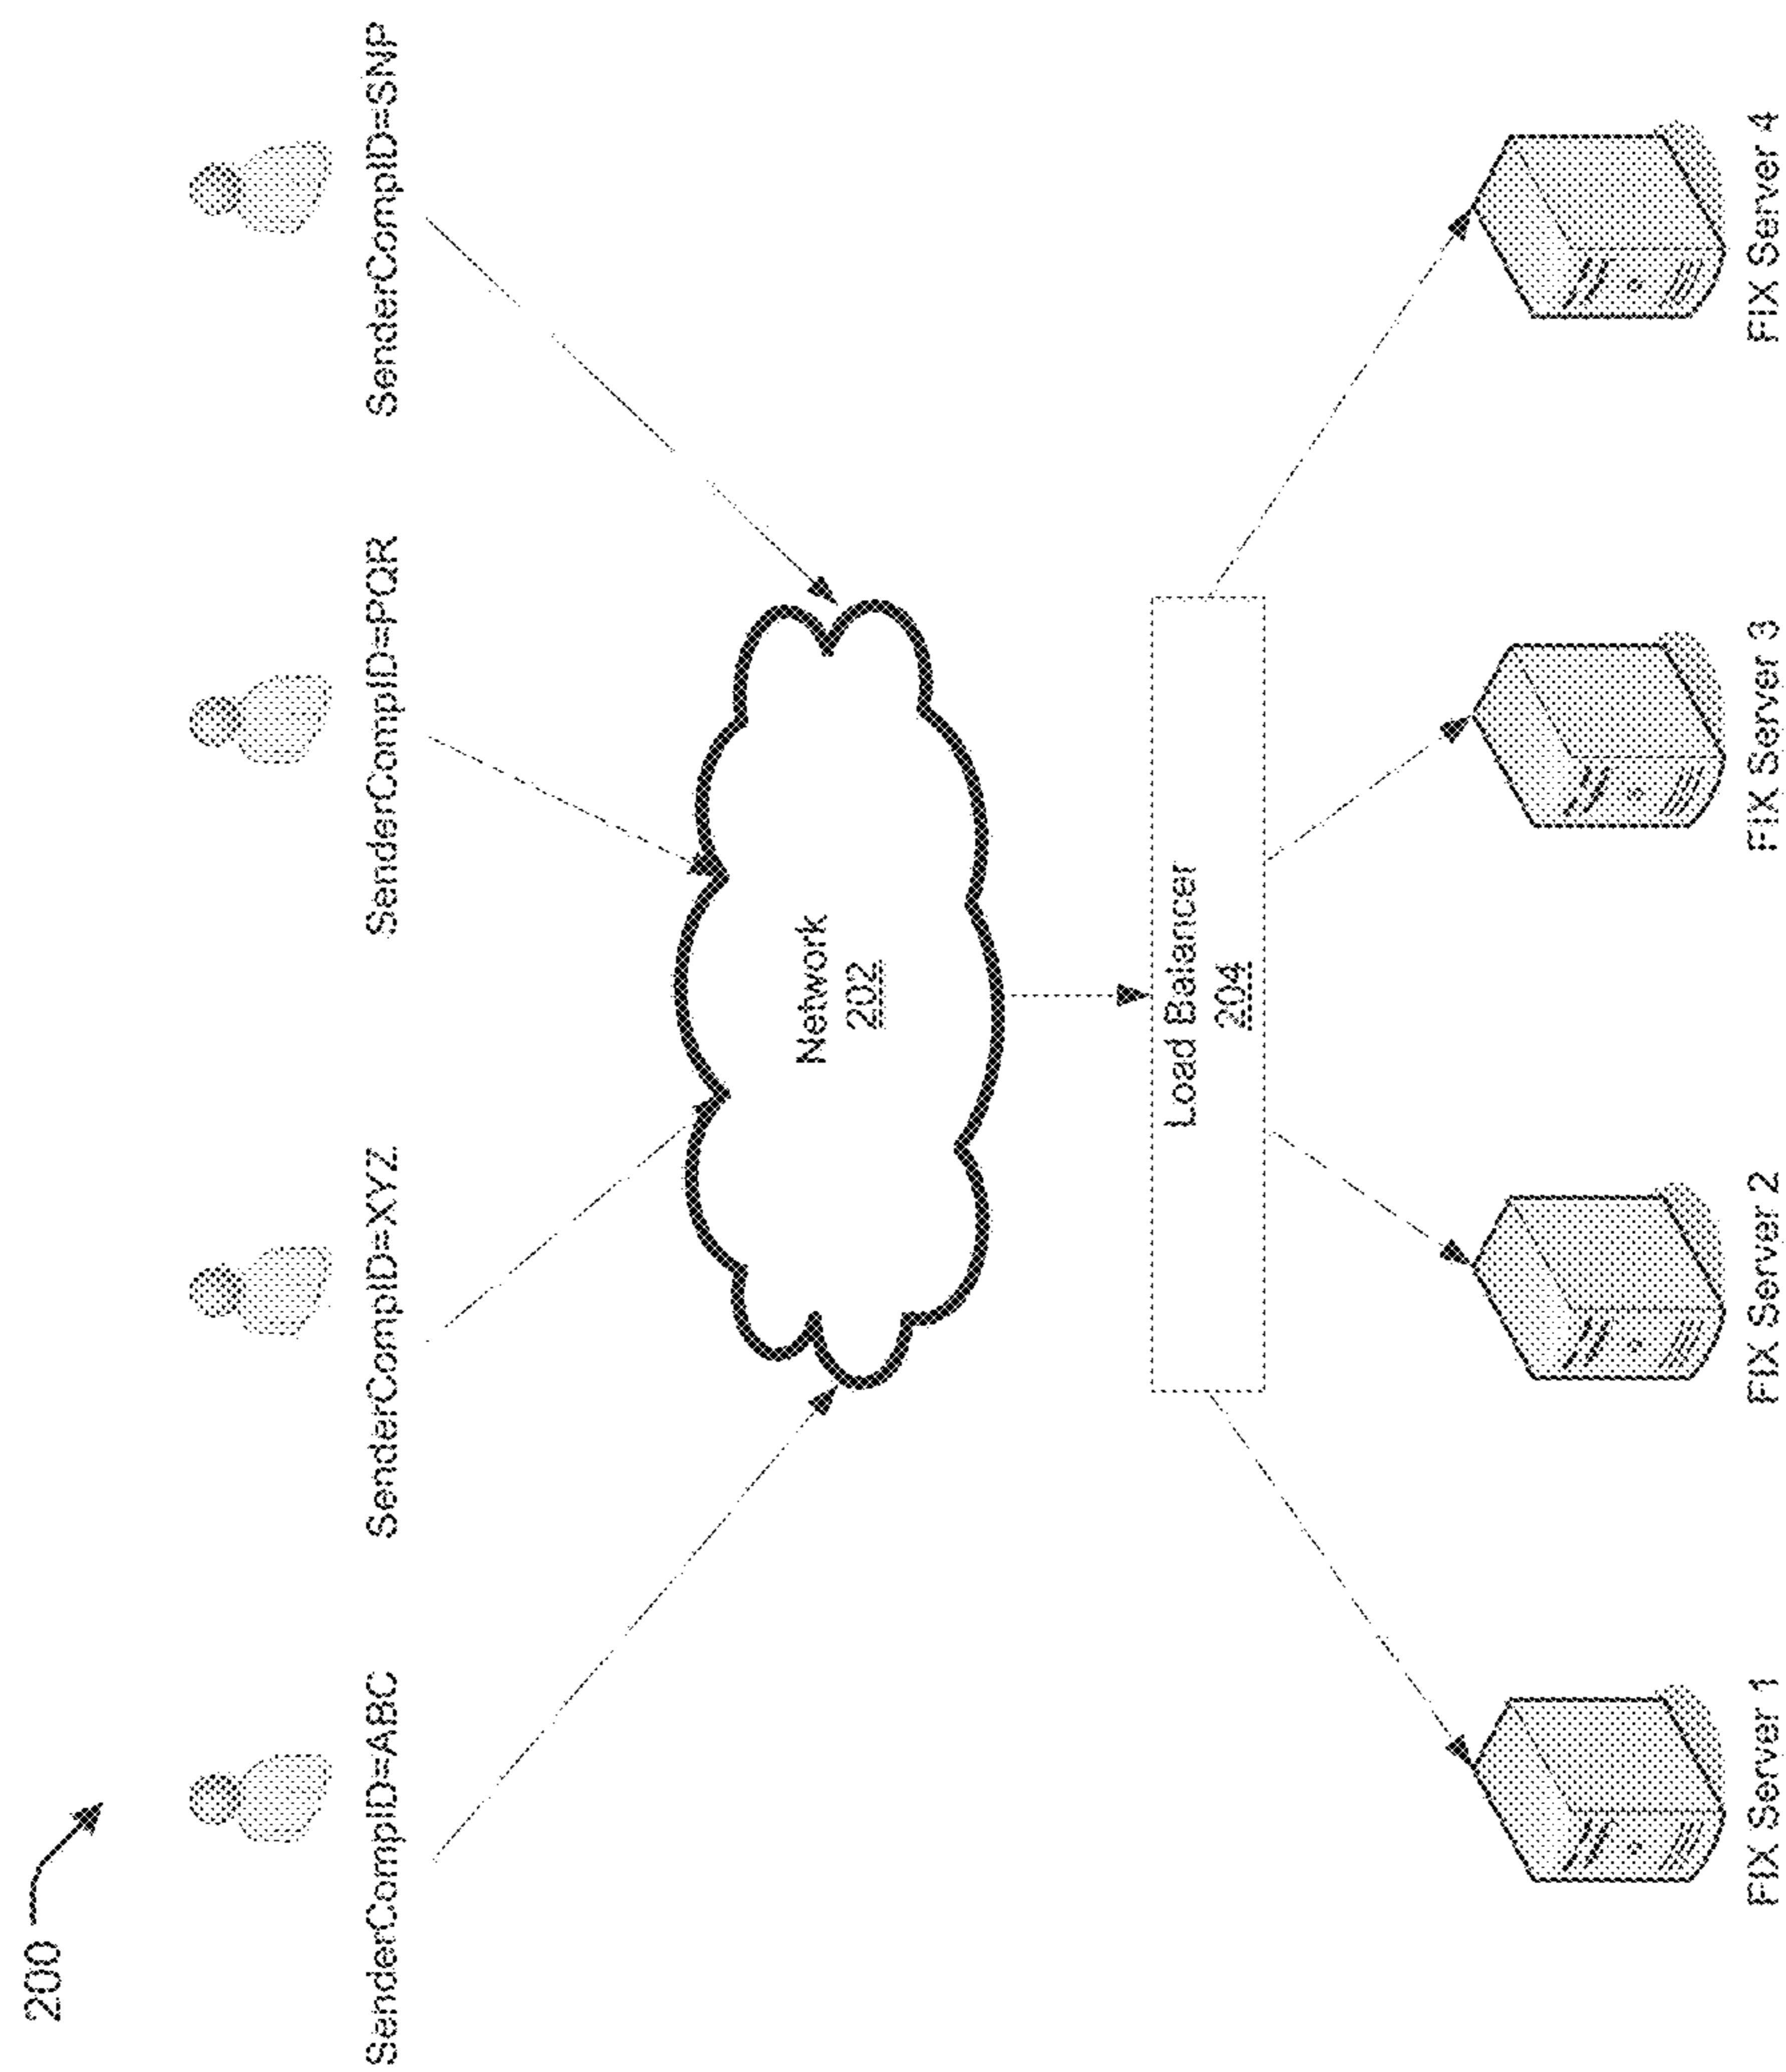 200
SenderCompID=ABC
SenderCompID=XYZ
SenderCompID=PQR
SenderCompID=SNP
Network
202
Load Balancer
204
FIX Server 1
FIX Server 2
FIX Server 3
FIX Server 4